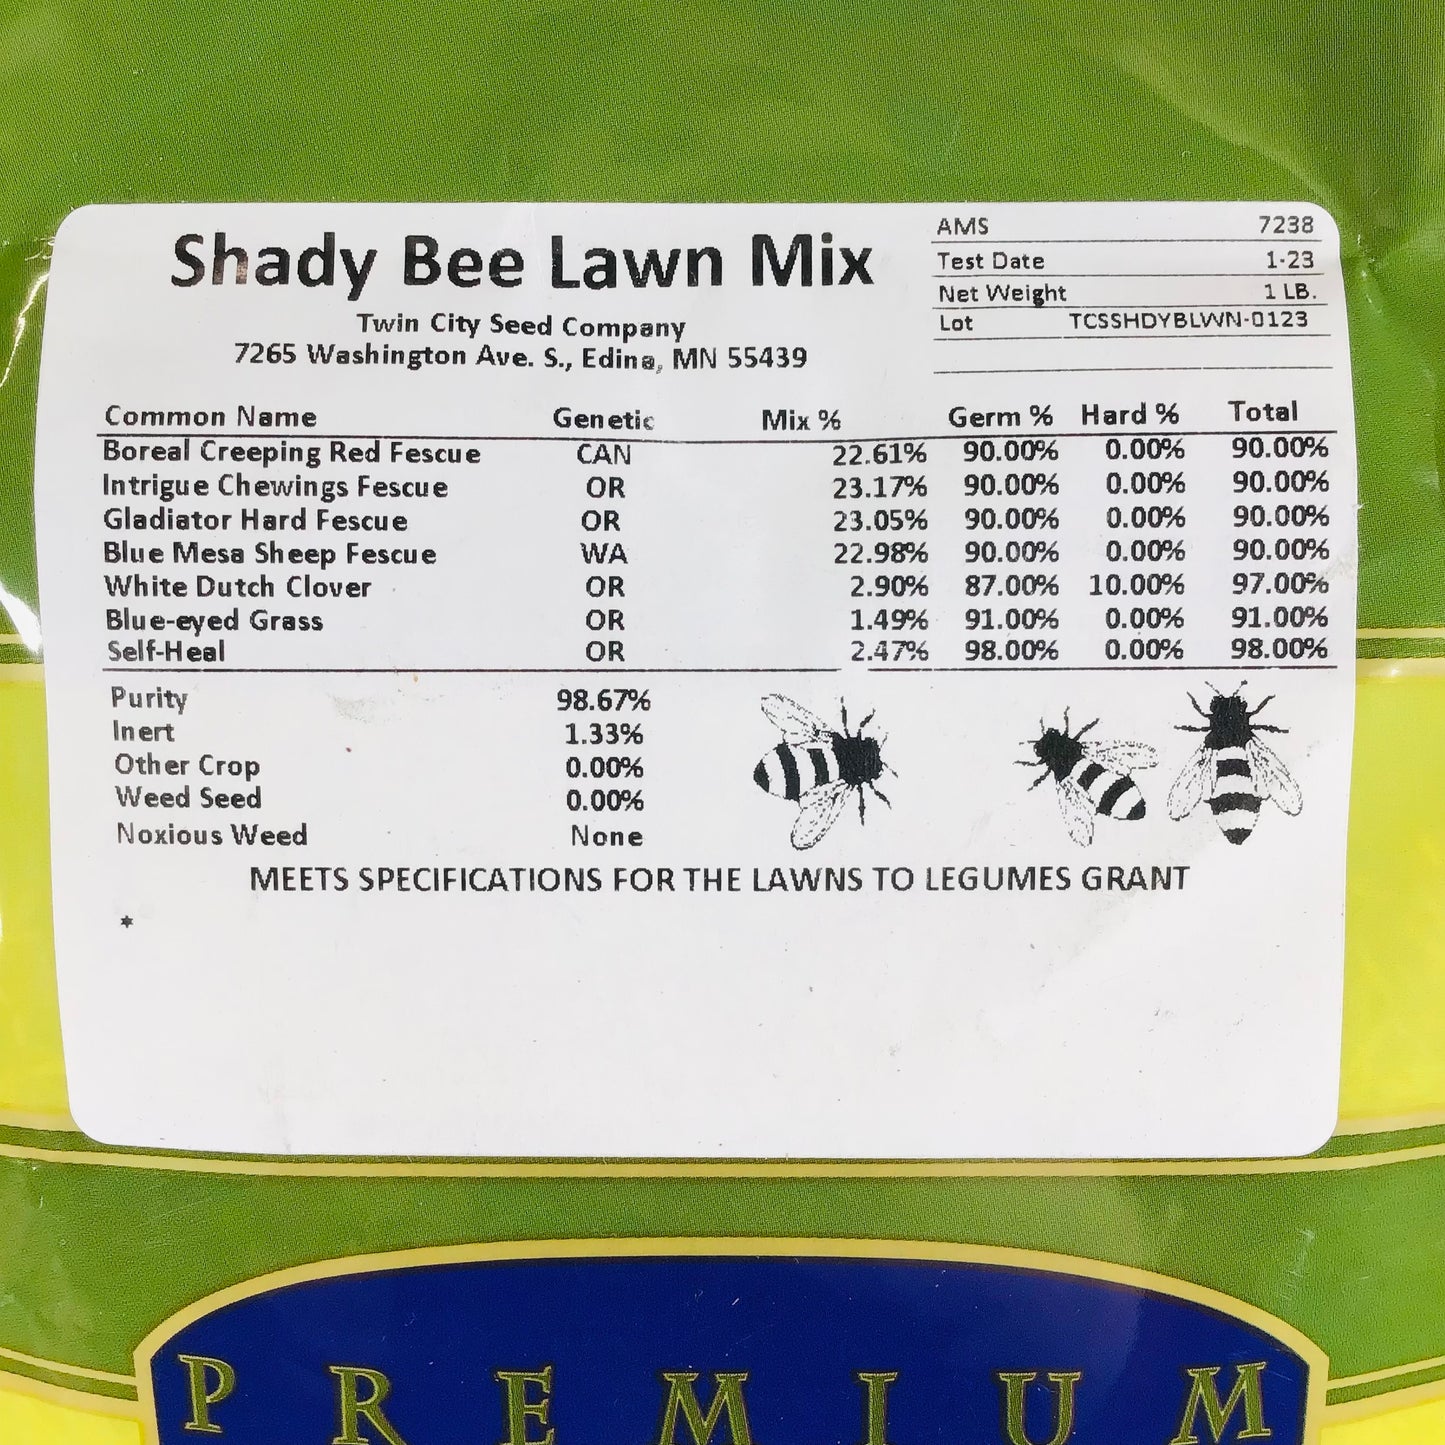 Shady Bee Lawn Mix
Twin City Seed Company
7265 Washington Ave. S., Edina, MN 55439
AMS 7238
Test Date 1-23
Net Weight 1 LB.
Lot TCSSHDYBLWN-0123
Common Name Genetic Mix % Germ % Hard % Total
Boreal Creeping Red Fescue CAN 22.61% 90.00% 0.00% 90.00%
Intrigue Chewings Fescue OR 23.17% 90.00% 0.00% 90.00%
Gladiator Hard Fescue OR 23.05% 90.00% 0.00% 90.00%
Blue Mesa Sheep Fescue WA 22.98% 90.00% 0.00% 90.00%
White Dutch Clover OR 2.90% 87.00% 10.00% 97.00%
Blue-eyed Grass OR 1.49% 91.00% 0.00% 91.00%
Self-Heal OR 2.47% 98.00% 0.00% 98.00%
Purity 98.67%
Inert 1.33%
Other Crop 0.00%
Weed Seed 0.00%
Noxious Weed None
MEETS SPECIFICATIONS FOR THE LAWNS TO LEGUMES GRANT
*
PREMIUM